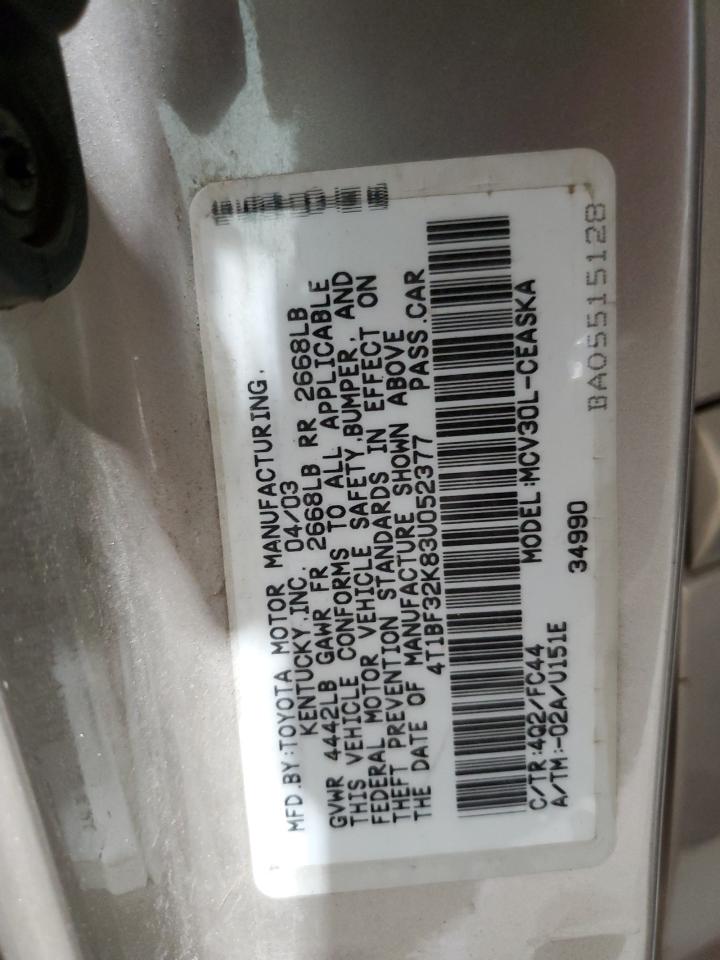 MFD.BY:TOYOTA MOTOR MANUFACTURING,
KENTUCKY,INC. 04/03
GVWR 4442LB GAWR FR 2668LB RR 2668LB
THIS VEHICLE CONFORMS TO ALL APPLICABLE
FEDERAL MOTOR VEHICLE SAFETY,BUMPER, AND
THEFT PREVENTION STANDARDS IN EFFECT ON
THE DATE OF MANUFACTURE SHOWN ABOVE
4T1BF32K83U052377 PASS.CAR
C/TR:4Q2/FC44 MODEL:MCV30L-CEASKA
A/TM:-02A/U151E 34990
BA05515128